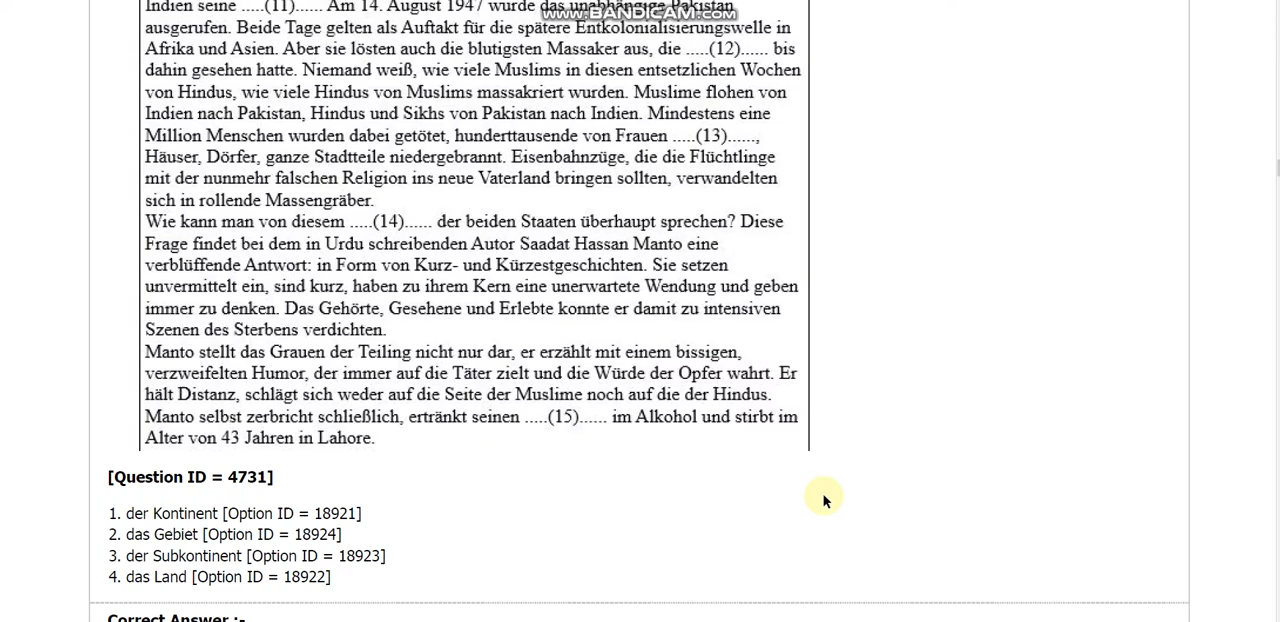 Indien seine .....(11)...... Am 14. August 1947 wurde das unabhängige Pakistan
www.BANDICAM.com
ausgerufen. Beide Tage gelten als Auftakt für die spätere Entkolonialisierungswelle in
Afrika und Asien. Aber sie lösten auch die blutigsten Massaker aus, die .....(12)...... bis
dahin gesehen hatte. Niemand weiß, wie viele Muslims in diesen entsetzlichen Wochen
von Hindus, wie viele Hindus von Muslims massakriert wurden. Muslime flohen von
Indien nach Pakistan, Hindus und Sikhs von Pakistan nach Indien. Mindestens eine
Million Menschen wurden dabei getötet, hunderttausende von Frauen .....(13)......,
Häuser, Dörfer, ganze Stadtteile niedergebrannt. Eisenbahnzüge, die die Flüchtlinge
mit der nunmehr falschen Religion ins neue Vaterland bringen sollten, verwandelten
sich in rollende Massengräber.
Wie kann man von diesem .....(14)...... der beiden Staaten überhaupt sprechen? Diese
Frage findet bei dem in Urdu schreibenden Autor Saadat Hassan Manto eine
verblüffende Antwort: in Form von Kurz- und Kürzestgeschichten. Sie setzen
unvermittelt ein, sind kurz, haben zu ihrem Kern eine unerwartete Wendung und geben
immer zu denken. Das Gehörte, Gesehene und Erlebte konnte er damit zu intensiven
Szenen des Sterbens verdichten.
Manto stellt das Grauen der Teiling nicht nur dar, er erzählt mit einem bissigen,
verzweifelten Humor, der immer auf die Täter zielt und die Würde der Opfer wahrt. Er
hält Distanz, schlägt sich weder auf die Seite der Muslime noch auf die der Hindus.
Manto selbst zerbricht schließlich, ertränkt seinen .....(15)...... im Alkohol und stirbt im
Alter von 43 Jahren in Lahore.
[Question ID = 4731]
1. der Kontinent [Option ID = 18921]
2. das Gebiet [Option ID = 18924]
3. der Subkontinent [Option ID = 18923]
4. das Land [Option ID = 18922]
Correct Answer :-